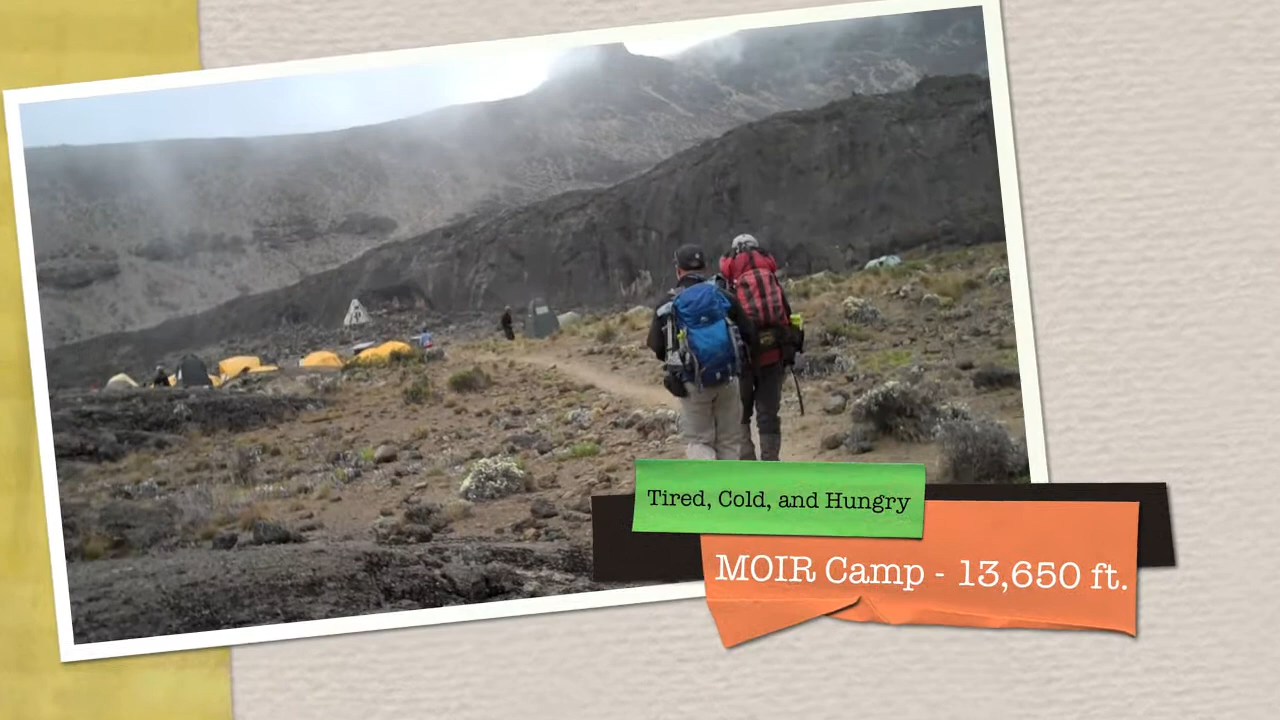 Tired, Cold, and Hungry
MOIR Camp - 13,650 ft.